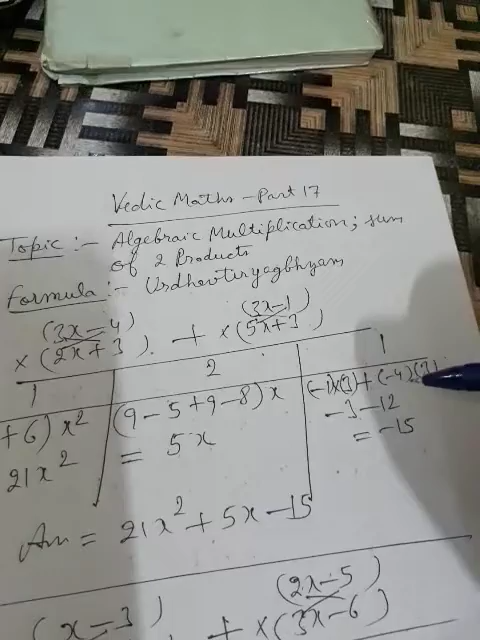 Vedic Maths - Part 17
Topic :- Algebraic Multiplication; sum
of 2 Products
Formula :- Urdhvatiryagbhyam
(3x-4) + (3x-1)
×(2x+3) ×(5x+3)
1 2 1
+6)x² (9-5+9-8)x (-1)×(3)+(-4)(3)
21x² = 5x -3-12
= -15
Ans = 21x² + 5x - 15
(x-3) + (2x-5)
×(3x-6)